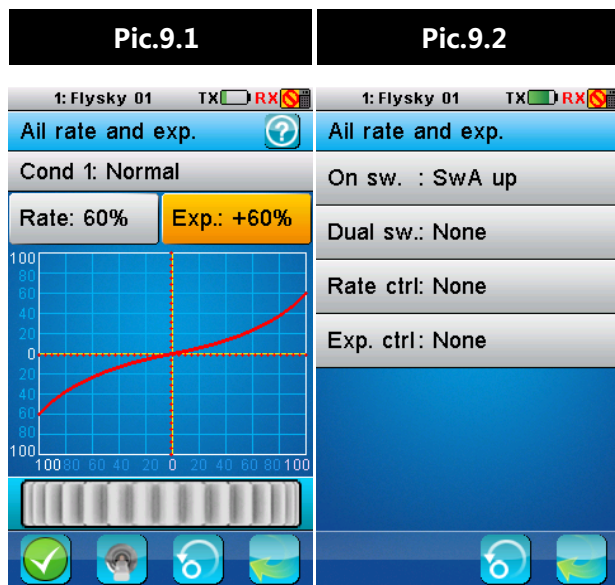 Pic.9.1
1: Flysky 01 TX RX
Ail rate and exp. ?
Cond 1: Normal
Rate: 60% Exp.: +60%
100
80
60
40
20
0
20
40
60
80
100
100 80 60 40 20 0 20 40 60 80 100
Pic.9.2
1: Flysky 01 TX RX
Ail rate and exp.
On sw. : SwA up
Dual sw.: None
Rate ctrl: None
Exp. ctrl: None